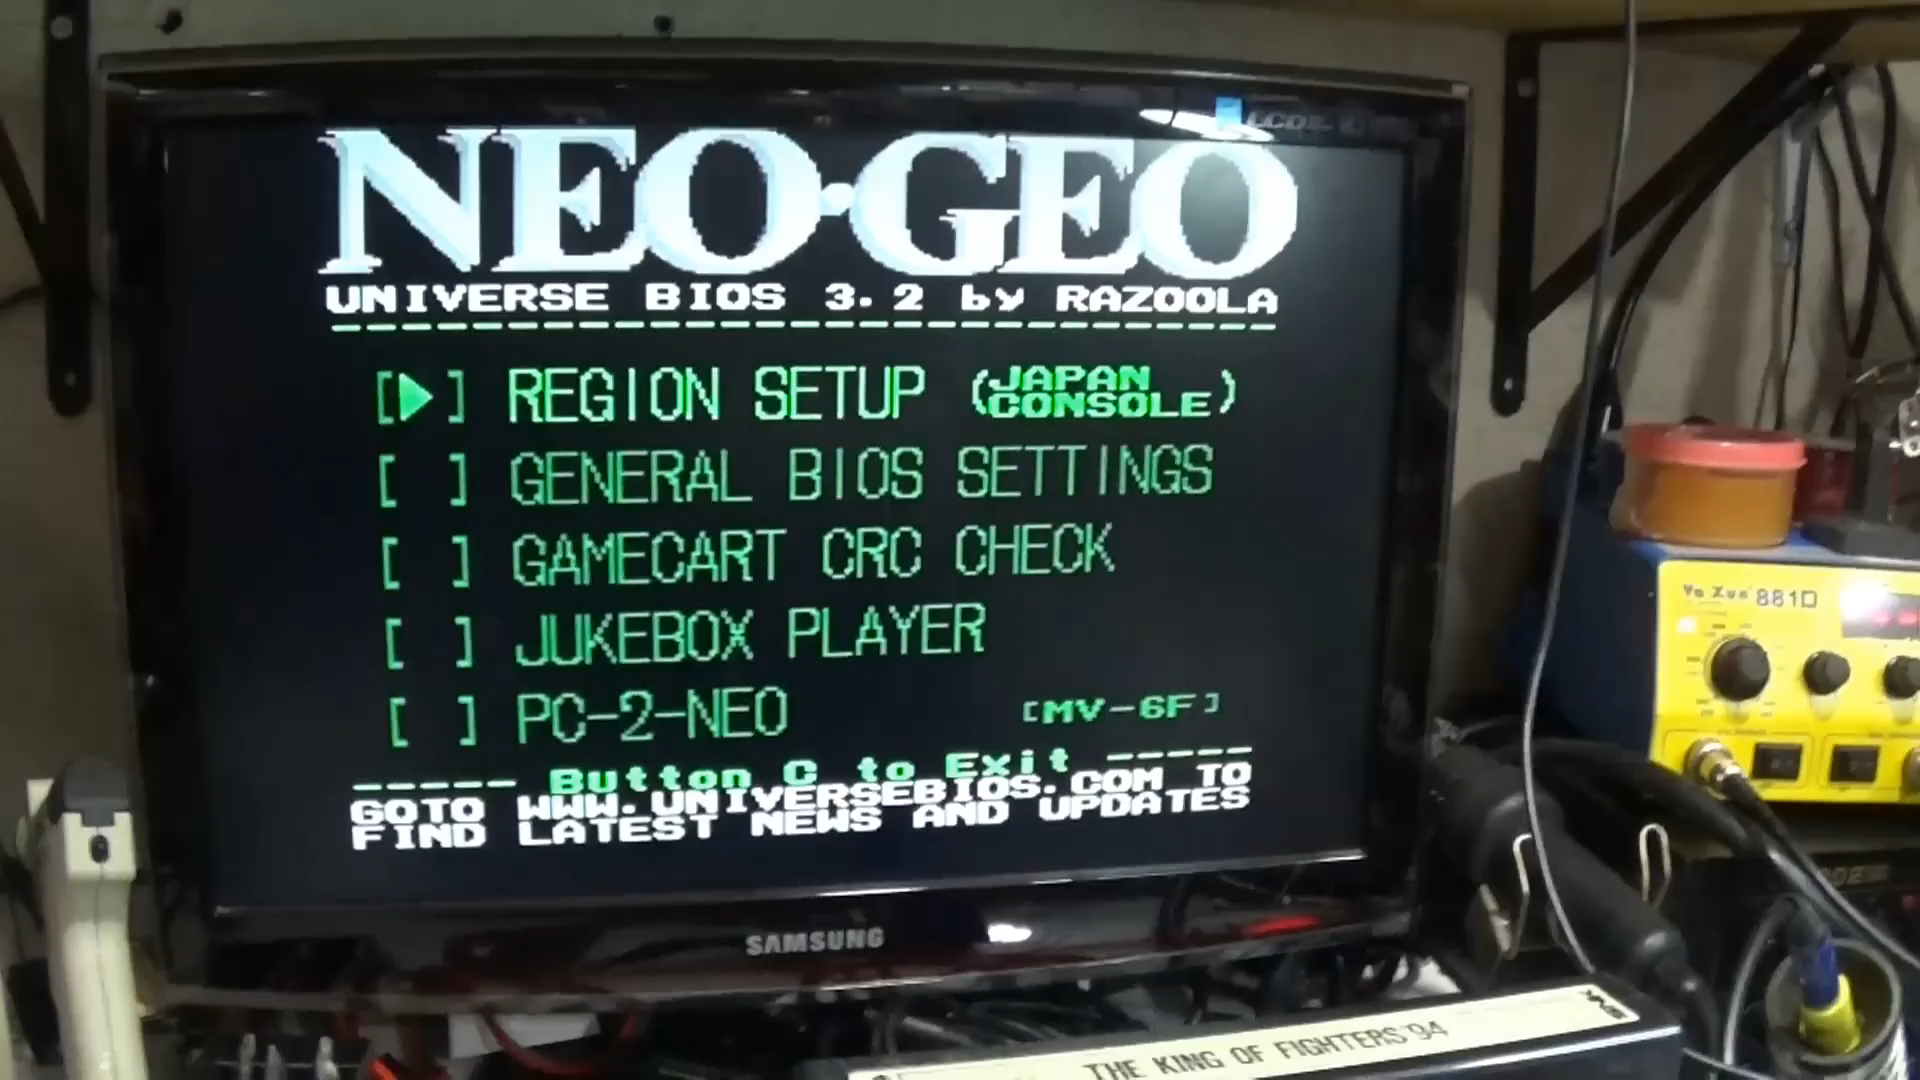 NEO·GEO
UNIVERSE BIOS 3.2 by RAZOOLA
[▶] REGION SETUP (JAPAN CONSOLE)
[ ] GENERAL BIOS SETTINGS
[ ] GAMECART CRC CHECK
[ ] JUKEBOX PLAYER
[ ] PC-2-NEO [MV-6F]
----- Button C to Exit -----
GOTO WWW.UNIVERSEBIOS.COM TO
FIND LATEST NEWS AND UPDATES
SAMSUNG
Ya Xun 881D
THE KING OF FIGHTERS'94